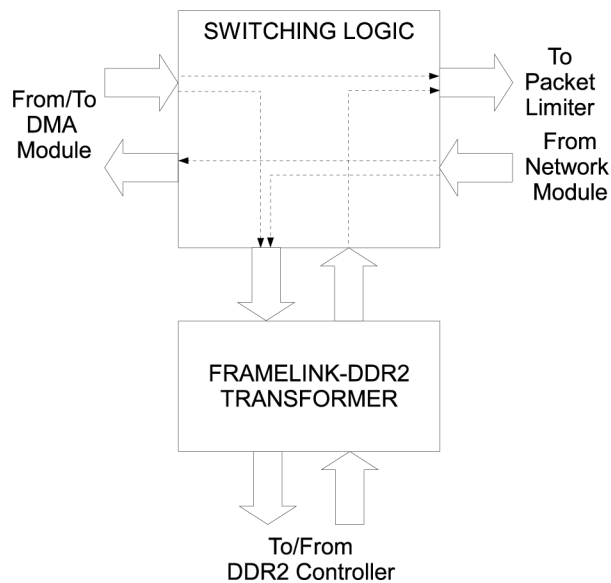 SWITCHING LOGIC
From/To
DMA
Module
To
Packet
Limiter
From
Network
Module
FRAMELINK-DDR2
TRANSFORMER
To/From
DDR2 Controller